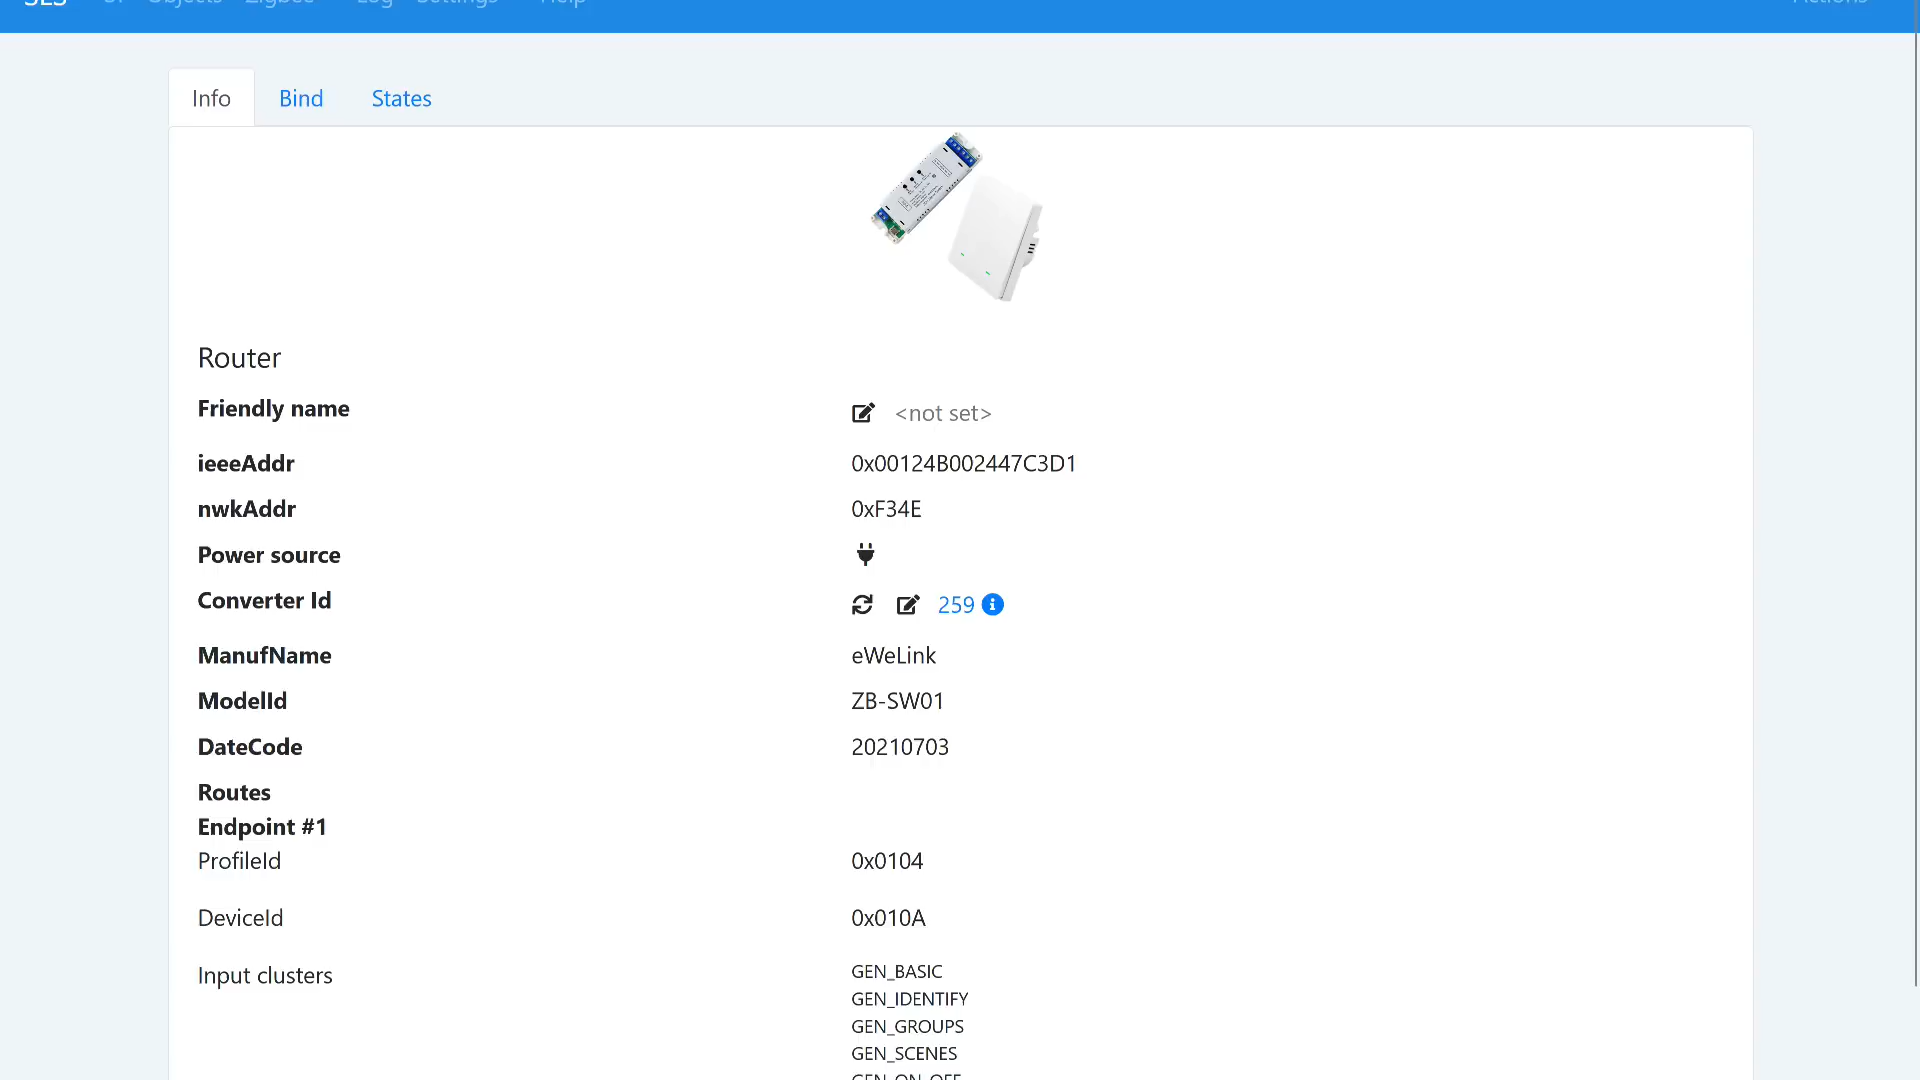 Info Bind States
Router
Friendly name <not set>
ieeeAddr 0x00124B002447C3D1
nwkAddr 0xF34E
Power source
Converter Id 259
ManufName eWeLink
ModelId ZB-SW01
DateCode 20210703
Routes
Endpoint #1
ProfileId 0x0104
DeviceId 0x010A
Input clusters GEN_BASIC
GEN_IDENTIFY
GEN_GROUPS
GEN_SCENES